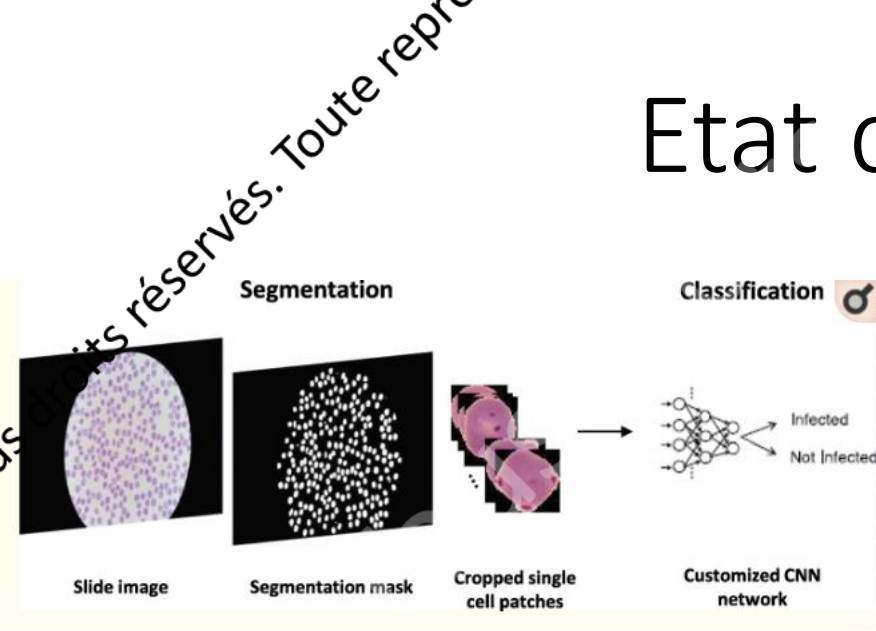 droits réservés. Toute
Etat
Segmentation
Classification
Infected
Not Infected
Slide image
Segmentation mask
Cropped single
cell patches
Customized CNN
network